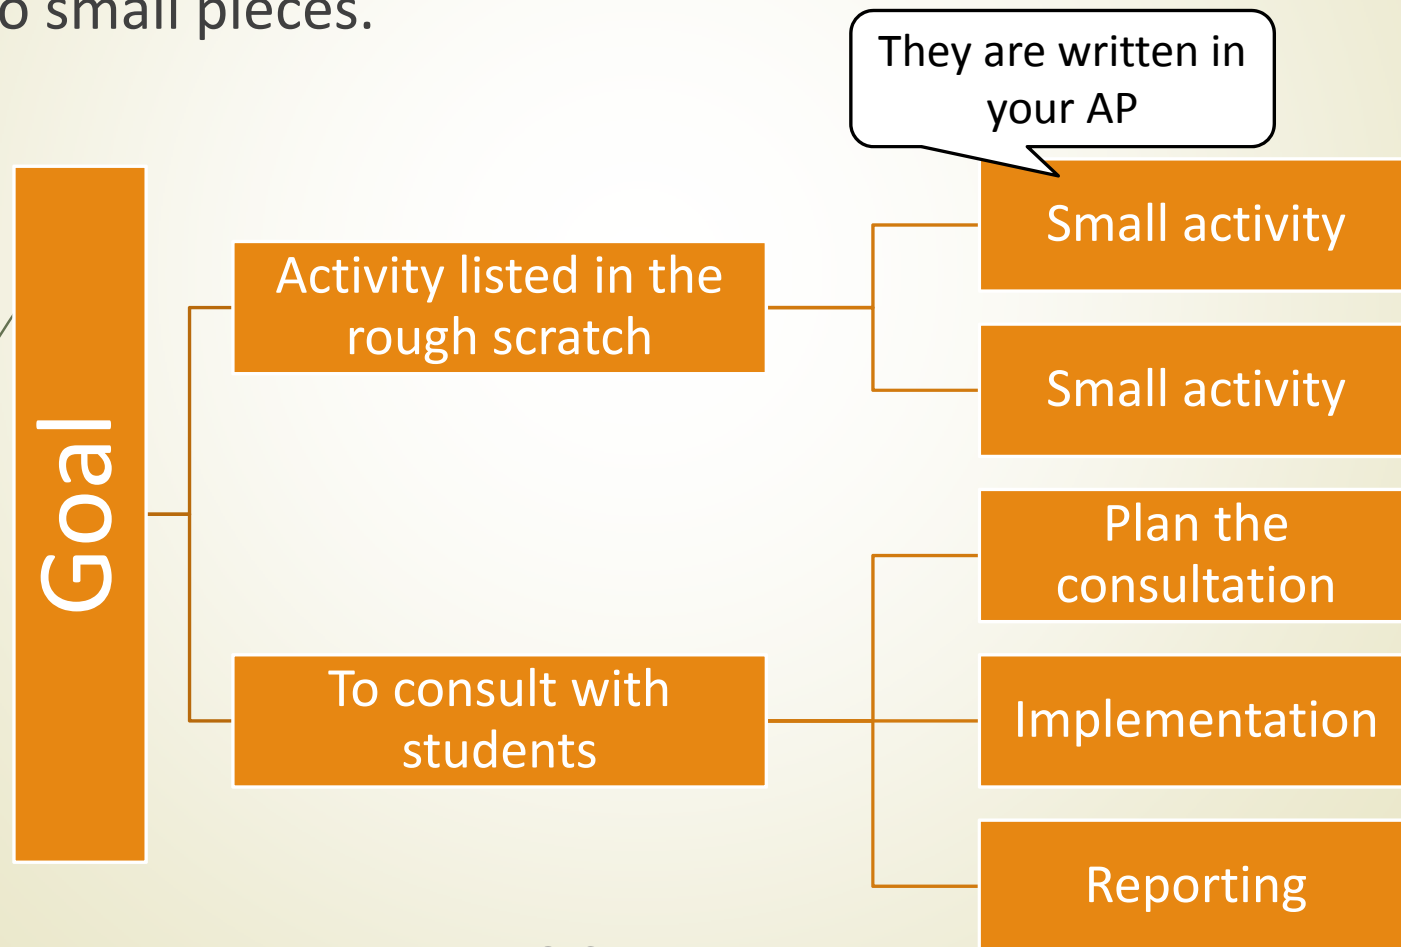 o small pieces.
They are written in
your AP
Goal
Activity listed in the
rough scratch
Small activity
Small activity
To consult with
students
Plan the
consultation
Implementation
Reporting